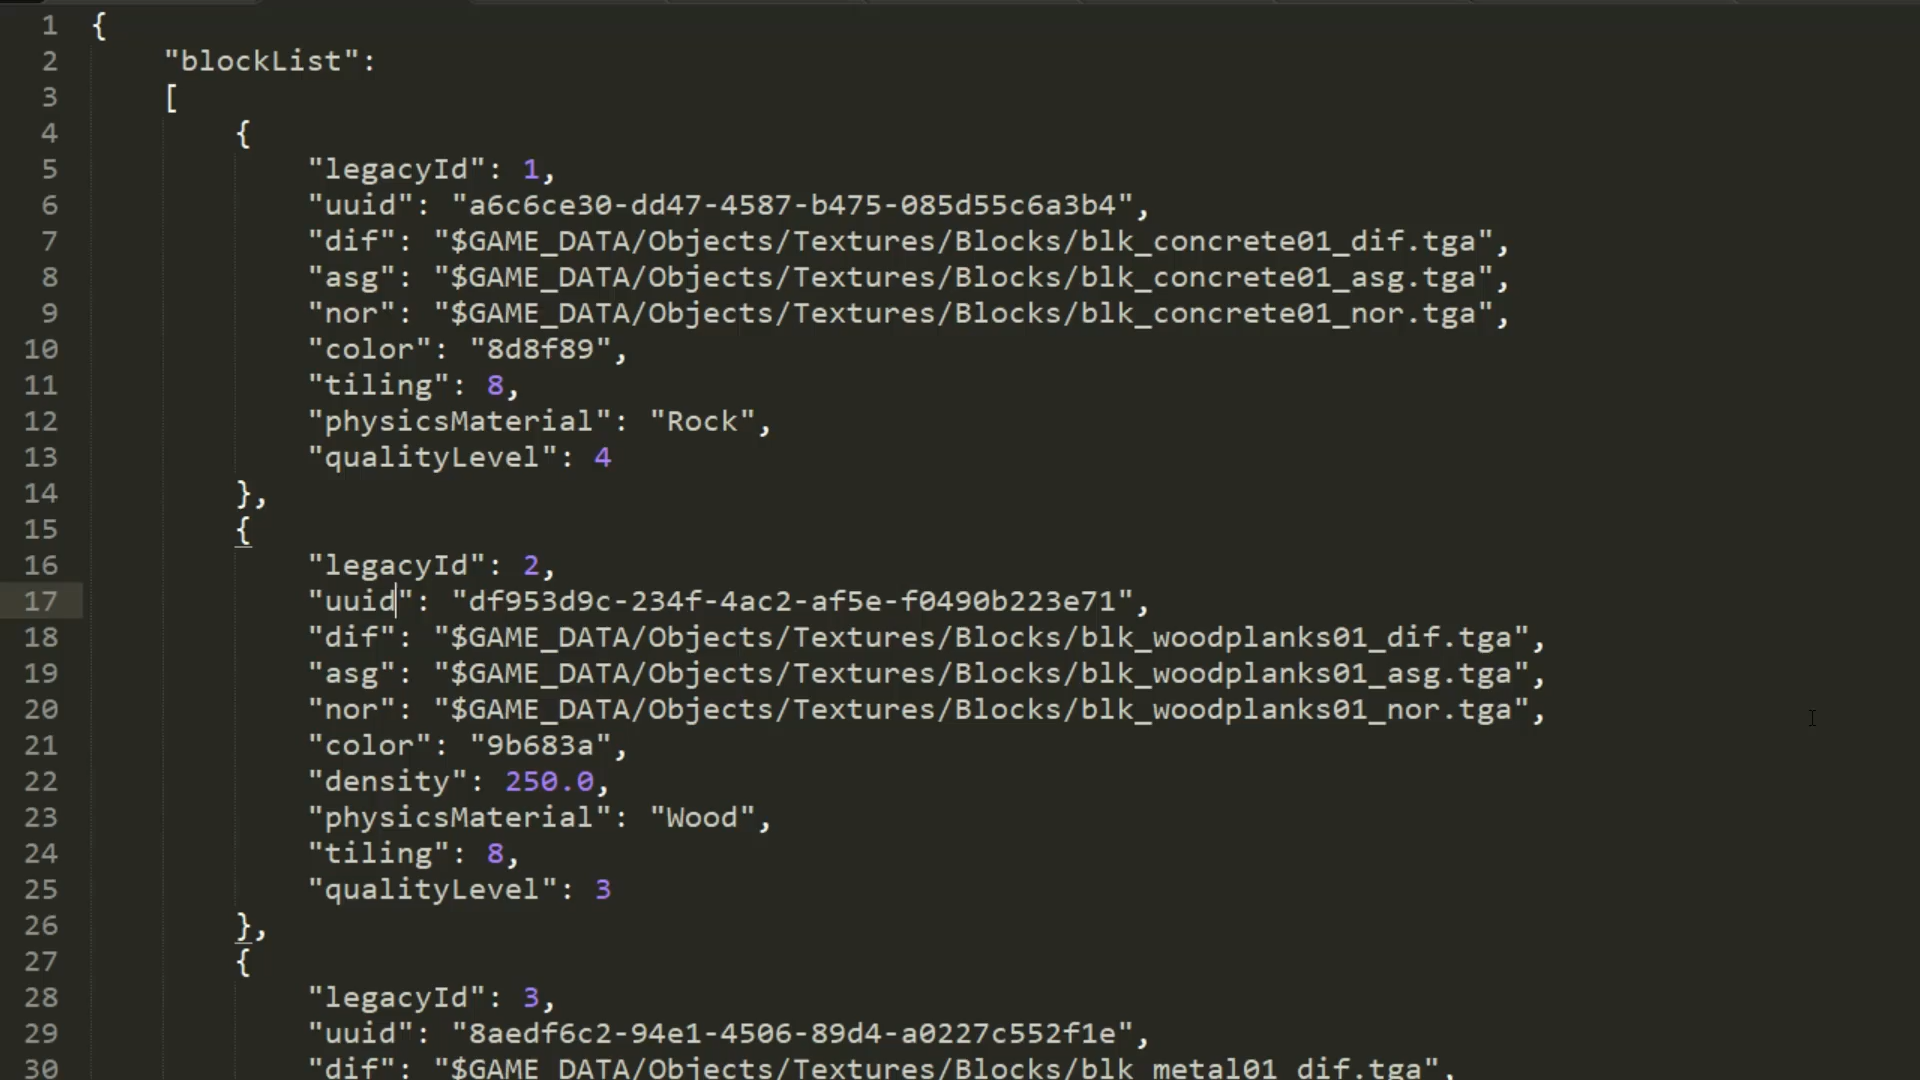 1 {
2 "blockList":
3 [
4 {
5 "legacyId": 1,
6 "uuid": "a6c6ce30-dd47-4587-b475-085d55c6a3b4",
7 "dif": "$GAME_DATA/Objects/Textures/Blocks/blk_concrete01_dif.tga",
8 "asg": "$GAME_DATA/Objects/Textures/Blocks/blk_concrete01_asg.tga",
9 "nor": "$GAME_DATA/Objects/Textures/Blocks/blk_concrete01_nor.tga",
10 "color": "8d8f89",
11 "tiling": 8,
12 "physicsMaterial": "Rock",
13 "qualityLevel": 4
14 },
15 {
16 "legacyId": 2,
17 "uuid": "df953d9c-234f-4ac2-af5e-f0490b223e71",
18 "dif": "$GAME_DATA/Objects/Textures/Blocks/blk_woodplanks01_dif.tga",
19 "asg": "$GAME_DATA/Objects/Textures/Blocks/blk_woodplanks01_asg.tga",
20 "nor": "$GAME_DATA/Objects/Textures/Blocks/blk_woodplanks01_nor.tga",
21 "color": "9b683a",
22 "density": 250.0,
23 "physicsMaterial": "Wood",
24 "tiling": 8,
25 "qualityLevel": 3
26 },
27 {
28 "legacyId": 3,
29 "uuid": "8aedf6c2-94e1-4506-89d4-a0227c552f1e",
30 "dif": "$GAME_DATA/Objects/Textures/Blocks/blk_metal01_dif.tga",